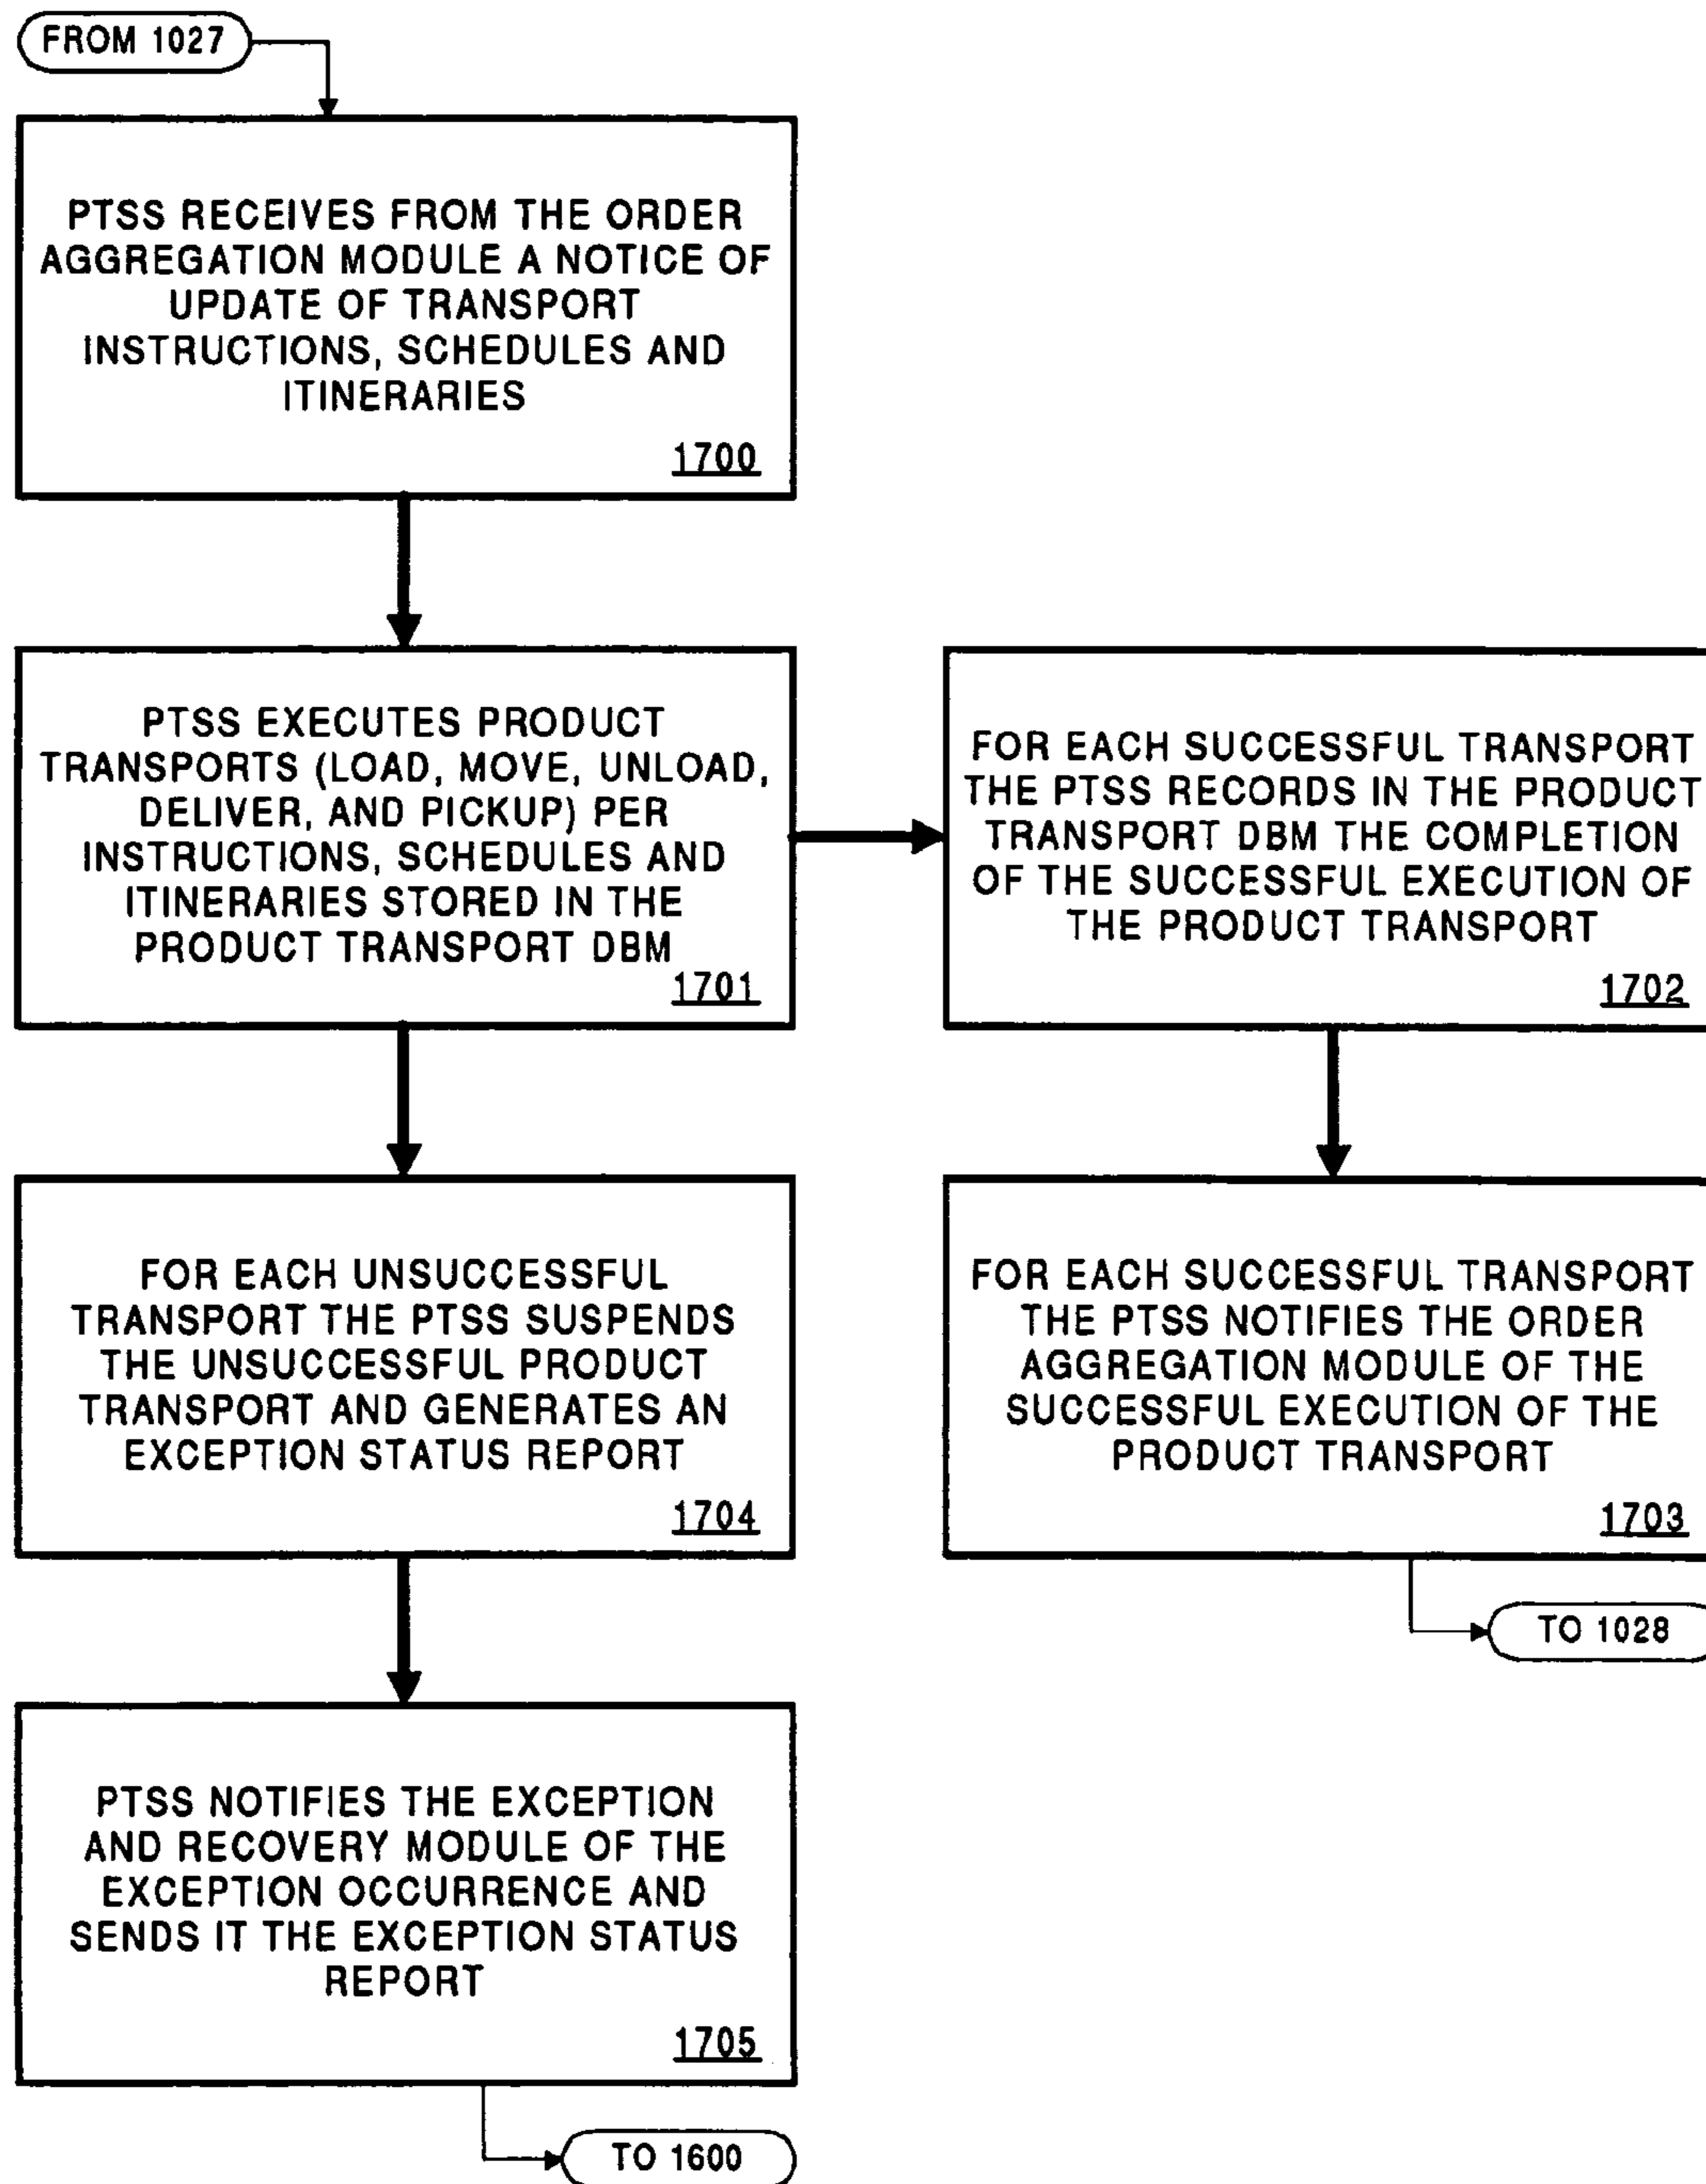 FROM 1027
PTSS RECEIVES FROM THE ORDER
AGGREGATION MODULE A NOTICE OF
UPDATE OF TRANSPORT
INSTRUCTIONS, SCHEDULES AND
ITINERARIES
1700
PTSS EXECUTES PRODUCT
TRANSPORTS (LOAD, MOVE, UNLOAD,
DELIVER, AND PICKUP) PER
INSTRUCTIONS, SCHEDULES AND
ITINERARIES STORED IN THE
PRODUCT TRANSPORT DBM
1701
FOR EACH SUCCESSFUL TRANSPORT
THE PTSS RECORDS IN THE PRODUCT
TRANSPORT DBM THE COMPLETION
OF THE SUCCESSFUL EXECUTION OF
THE PRODUCT TRANSPORT
1702
FOR EACH UNSUCCESSFUL
TRANSPORT THE PTSS SUSPENDS
THE UNSUCCESSFUL PRODUCT
TRANSPORT AND GENERATES AN
EXCEPTION STATUS REPORT
1704
FOR EACH SUCCESSFUL TRANSPORT
THE PTSS NOTIFIES THE ORDER
AGGREGATION MODULE OF THE
SUCCESSFUL EXECUTION OF THE
PRODUCT TRANSPORT
1703
TO 1028
PTSS NOTIFIES THE EXCEPTION
AND RECOVERY MODULE OF THE
EXCEPTION OCCURRENCE AND
SENDS IT THE EXCEPTION STATUS
REPORT
1705
TO 1600